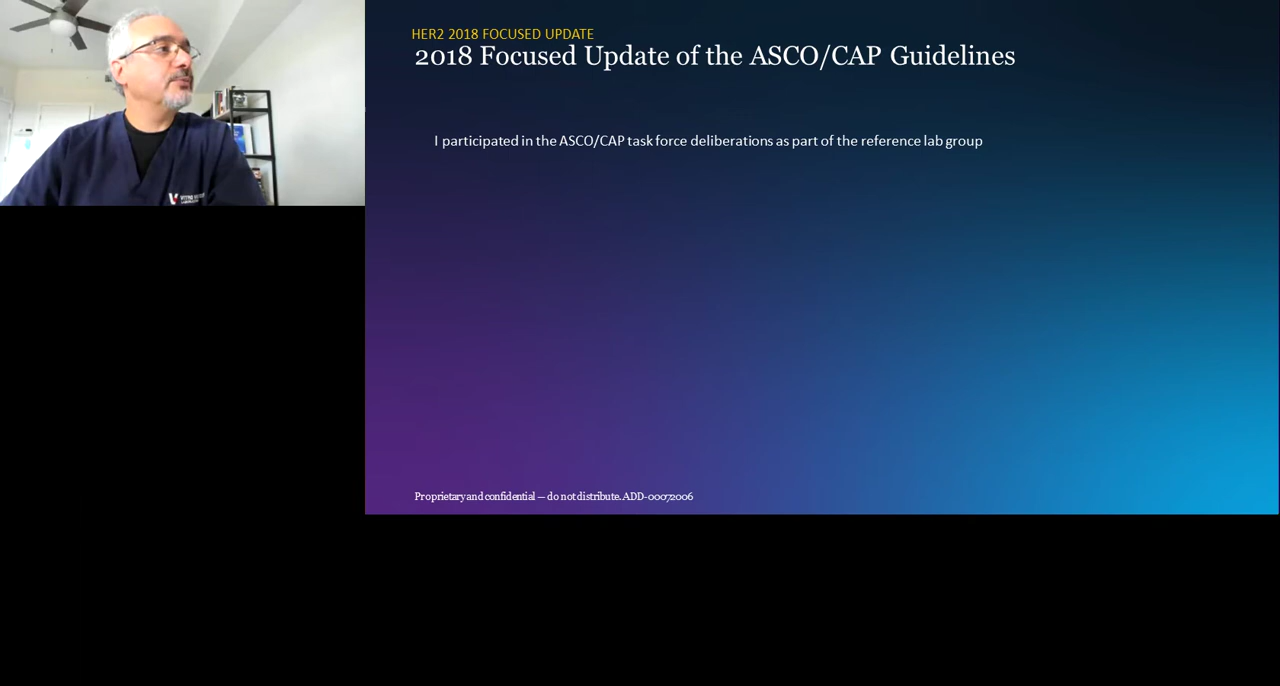 HER2 2018 FOCUSED UPDATE
2018 Focused Update of the ASCO/CAP Guidelines
I participated in the ASCO/CAP task force deliberations as part of the reference lab group
Proprietary and confidential — do not distribute. ADD-00072006